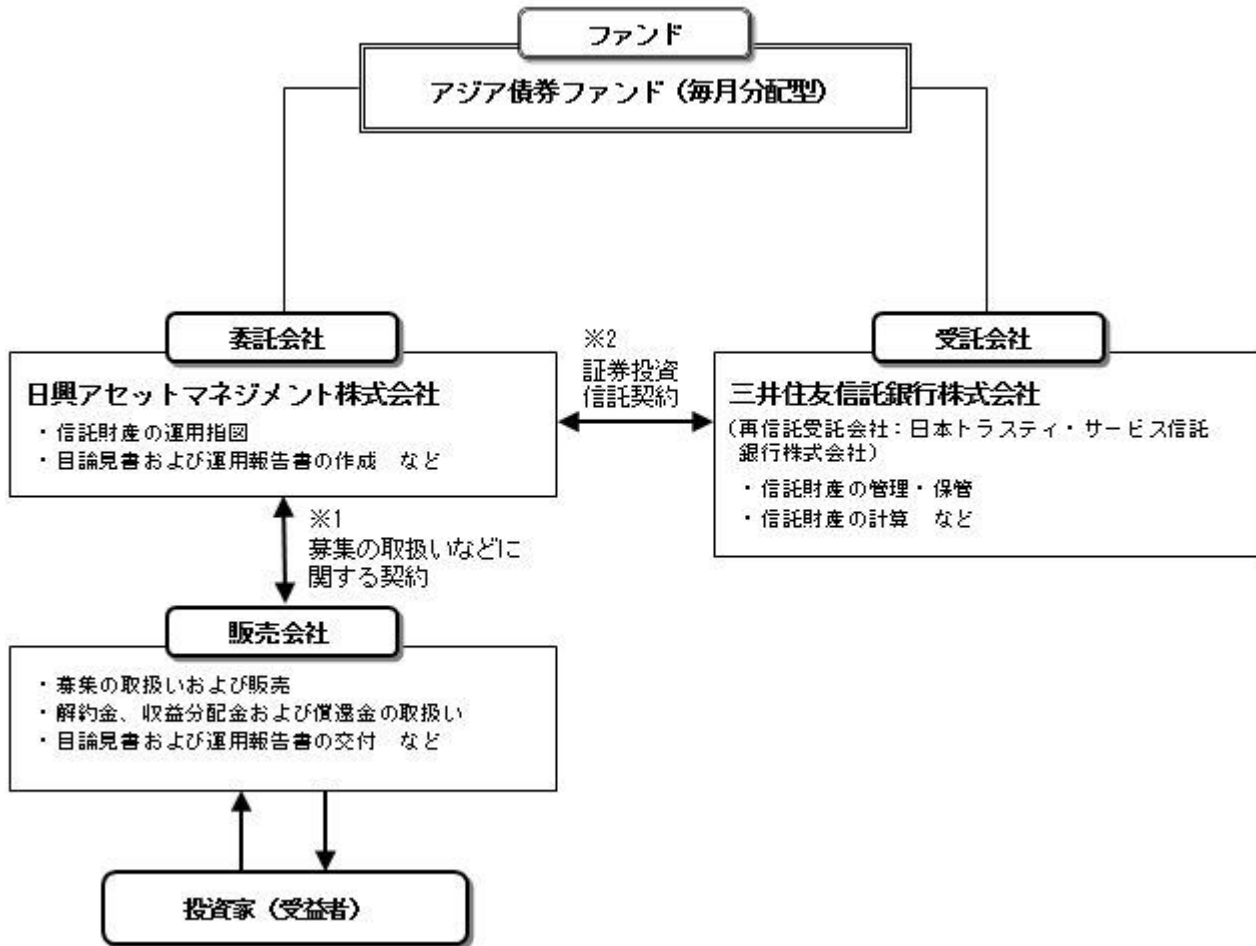 ファンド
アジア債券ファンド（毎月分配型）
委託会社
日興アセットマネジメント株式会社
・信託財産の運用指図
・目論見書および運用報告書の作成　など
※2
証券投資
信託契約
受託会社
三井住友信託銀行株式会社
（再信託受託会社：日本トラスティ・サービス信託
銀行株式会社）
・信託財産の管理・保管
・信託財産の計算　など
※1
募集の取扱いなどに
関する契約
販売会社
・募集の取扱いおよび販売
・解約金、収益分配金および償還金の取扱い
・目論見書および運用報告書の交付　など
投資家（受益者）